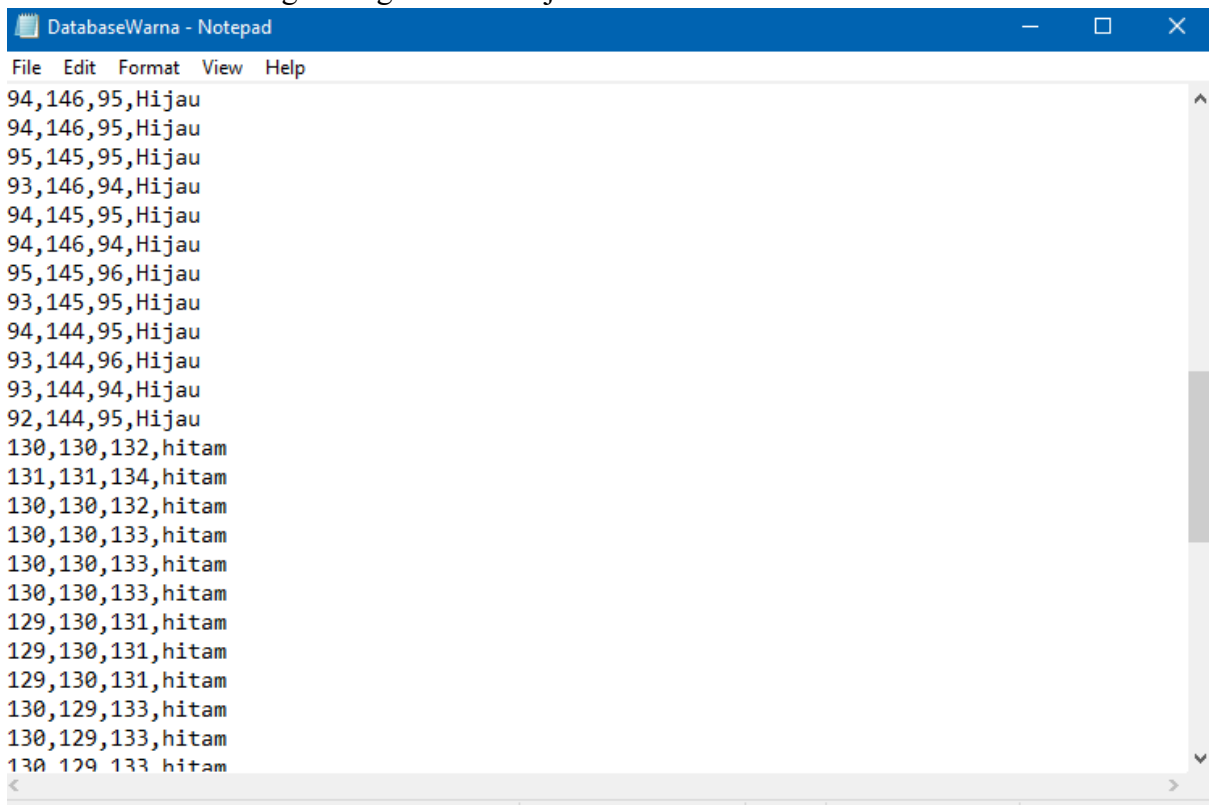 DatabaseWarna - Notepad
File Edit Format View Help
94,146,95,Hijau
94,146,95,Hijau
95,145,95,Hijau
93,146,94,Hijau
94,145,95,Hijau
94,146,94,Hijau
95,145,96,Hijau
93,145,95,Hijau
94,144,95,Hijau
93,144,96,Hijau
93,144,94,Hijau
92,144,95,Hijau
130,130,132,hitam
131,131,134,hitam
130,130,132,hitam
130,130,133,hitam
130,130,133,hitam
130,130,133,hitam
129,130,131,hitam
129,130,131,hitam
129,130,131,hitam
130,129,133,hitam
130,129,133,hitam
130,129,133,hitam